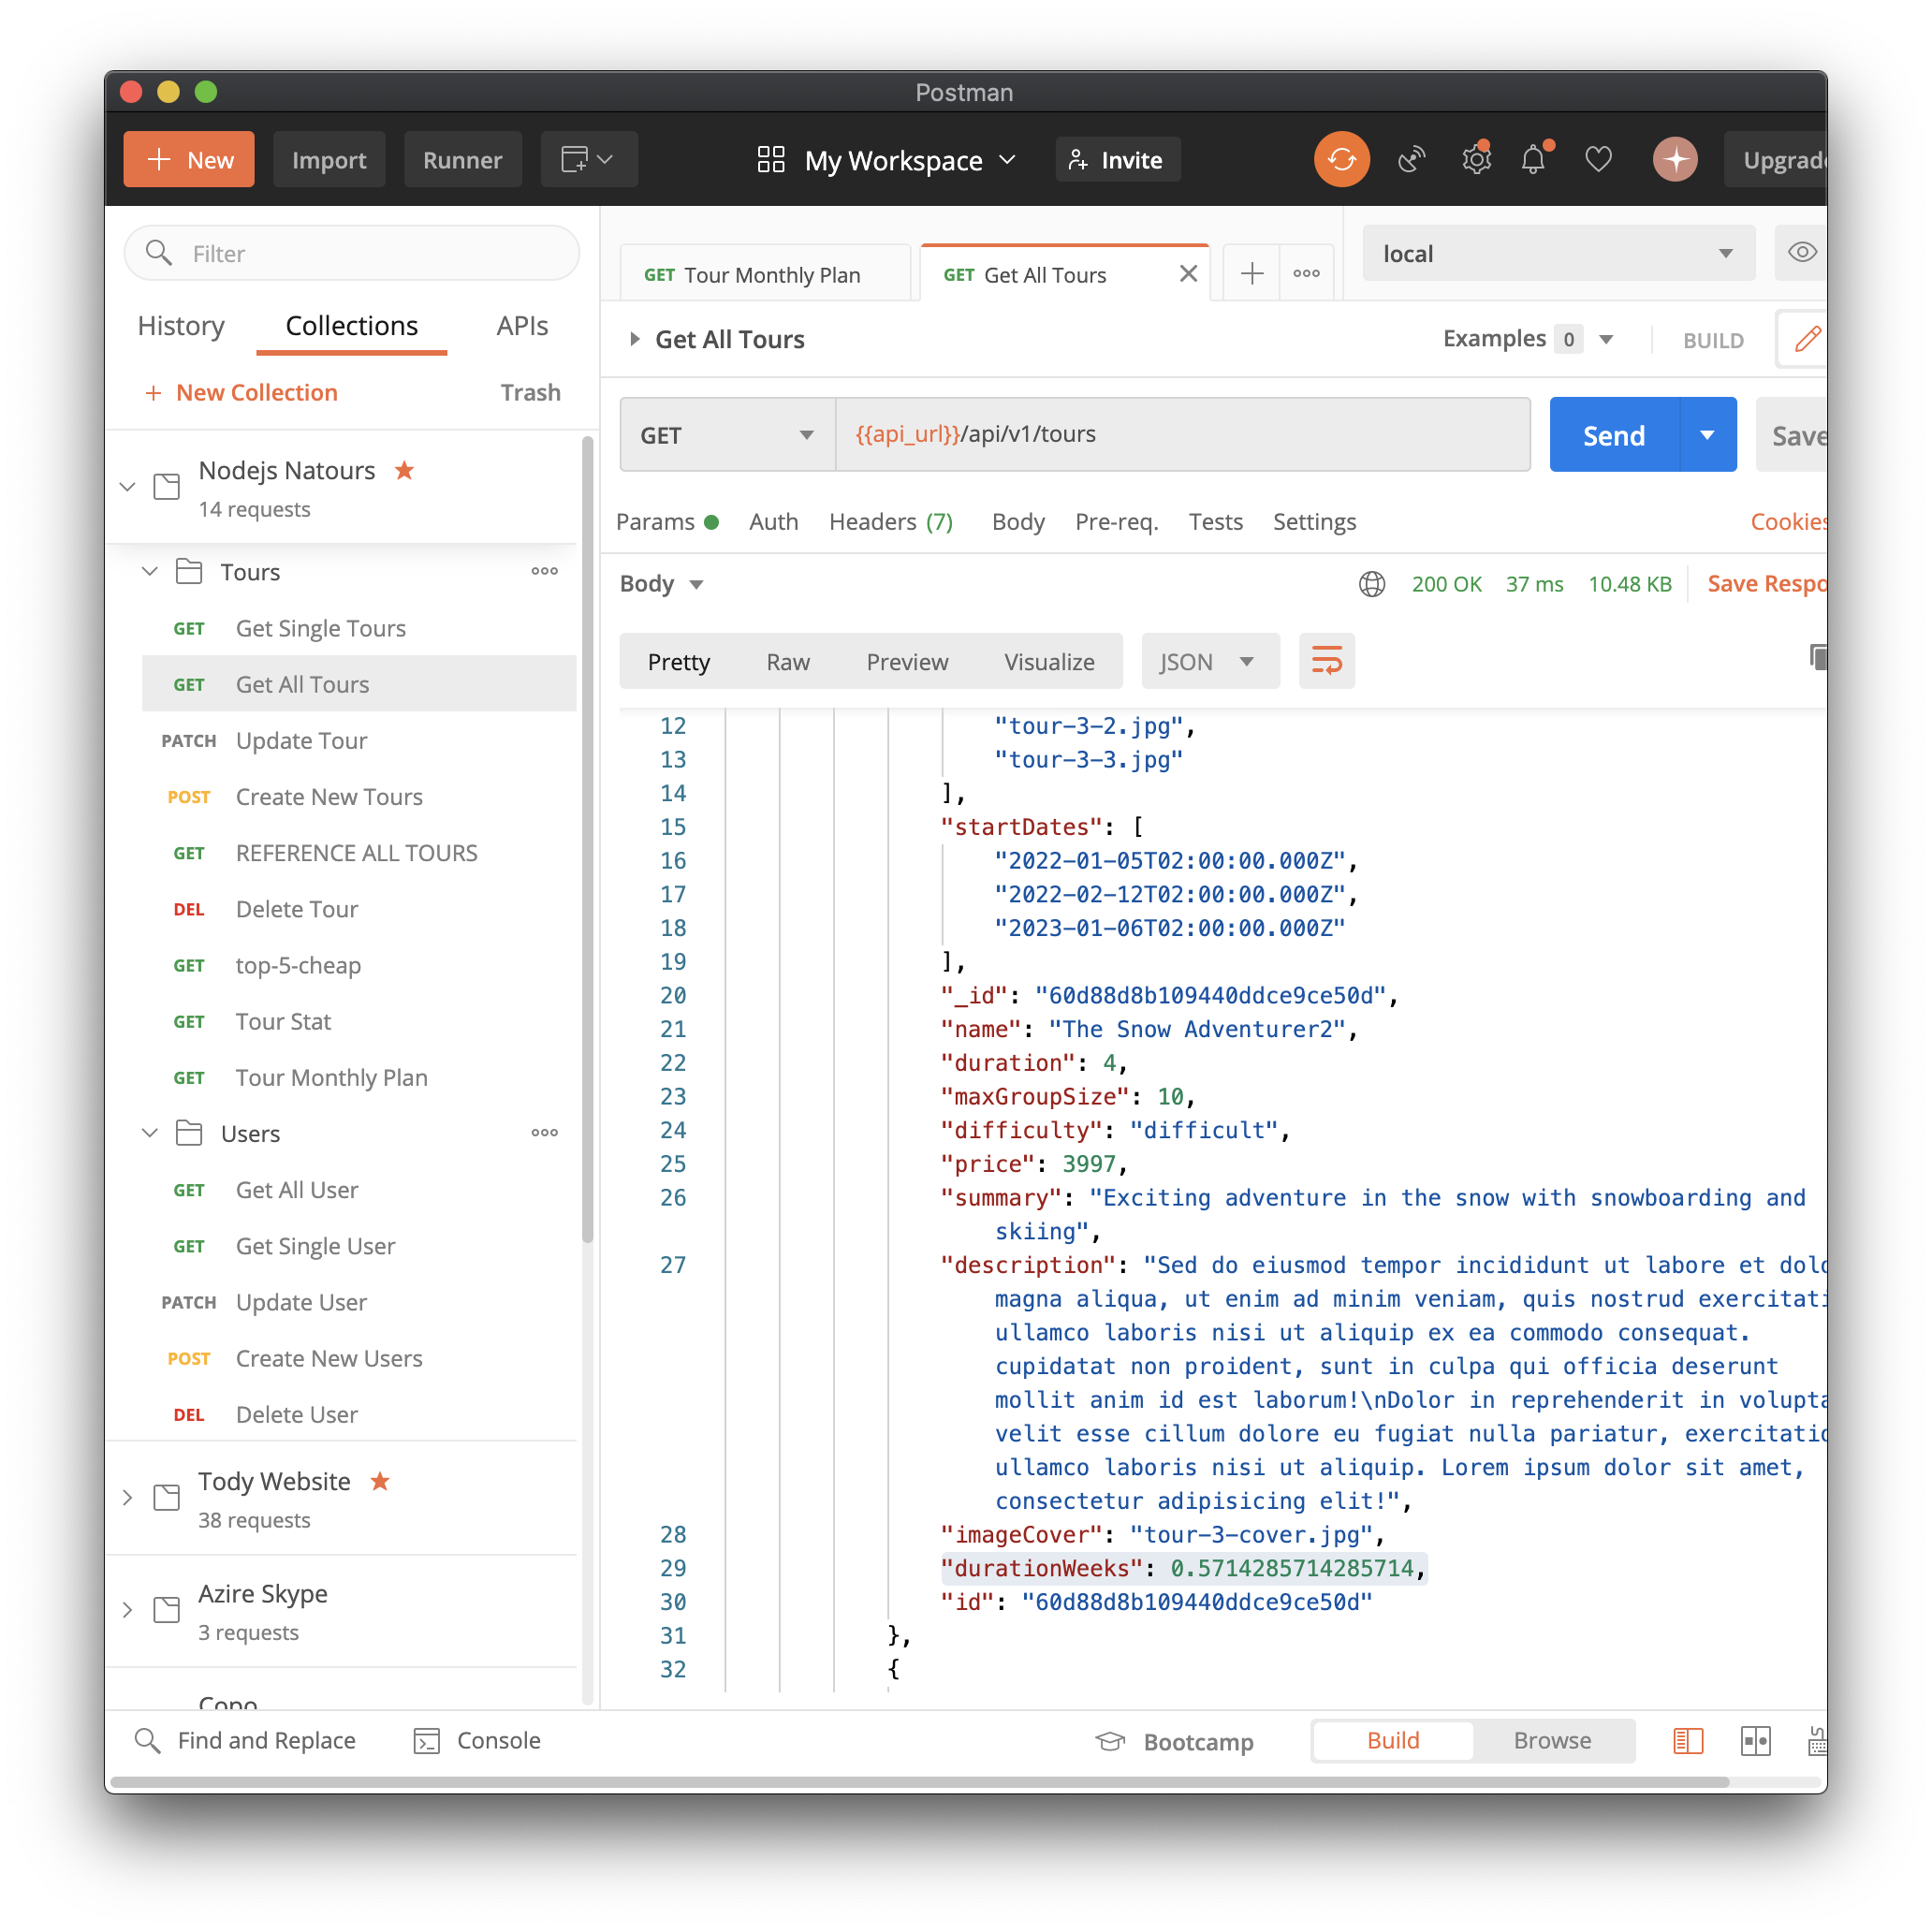 Postman
New Import Runner My Workspace Invite Upgrad
Filter
History Collections APIs
+ New Collection Trash
Nodejs Natours
14 requests
Tours
GET Get Single Tours
GET Get All Tours
PATCH Update Tour
POST Create New Tours
GET REFERENCE ALL TOURS
DEL Delete Tour
GET top-5-cheap
GET Tour Stat
GET Tour Monthly Plan
Users
GET Get All User
GET Get Single User
PATCH Update User
POST Create New Users
DEL Delete User
Tody Website
38 requests
Azire Skype
3 requests
Copo
GET Tour Monthly Plan GET Get All Tours local
Get All Tours Examples 0 BUILD
GET {{api_url}}/api/v1/tours Send Save
Params Auth Headers (7) Body Pre-req. Tests Settings Cookies
Body 200 OK 37 ms 10.48 KB Save Respo
Pretty Raw Preview Visualize JSON
12 "tour-3-2.jpg",
13 "tour-3-3.jpg"
14 ],
15 "startDates": [
16 "2022-01-05T02:00:00.000Z",
17 "2022-02-12T02:00:00.000Z",
18 "2023-01-06T02:00:00.000Z"
19 ],
20 "_id": "60d88d8b109440ddce9ce50d",
21 "name": "The Snow Adventurer2",
22 "duration": 4,
23 "maxGroupSize": 10,
24 "difficulty": "difficult",
25 "price": 3997,
26 "summary": "Exciting adventure in the snow with snowboarding and
skiing",
27 "description": "Sed do eiusmod tempor incididunt ut labore et dolo
magna aliqua, ut enim ad minim veniam, quis nostrud exercitati
ullamco laboris nisi ut aliquip ex ea commodo consequat.
cupidatat non proident, sunt in culpa qui officia deserunt
mollit anim id est laborum!\nDolor in reprehenderit in volupta
velit esse cillum dolore eu fugiat nulla pariatur, exercitatio
ullamco laboris nisi ut aliquip. Lorem ipsum dolor sit amet,
consectetur adipisicing elit!",
28 "imageCover": "tour-3-cover.jpg",
29 "durationWeeks": 0.5714285714285714,
30 "id": "60d88d8b109440ddce9ce50d"
31 },
32 {
Find and Replace Console Bootcamp Build Browse